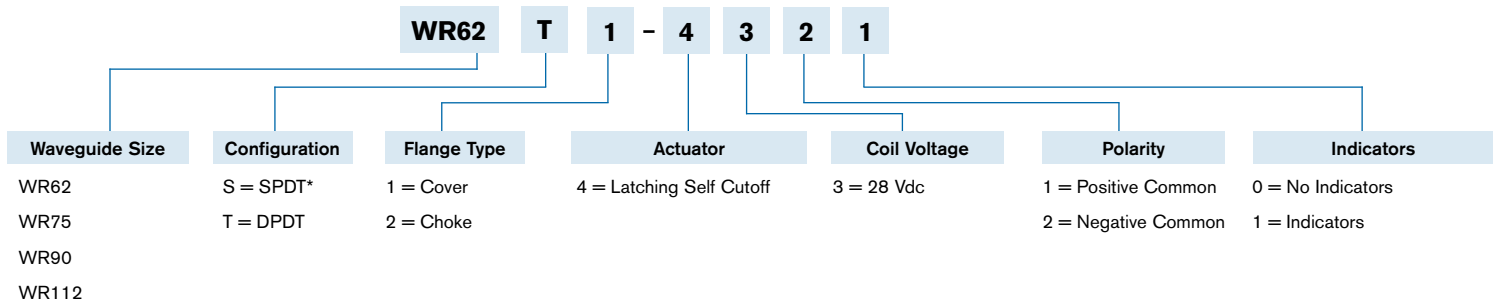 WR62 T 1 – 4 3 2 1
Waveguide Size
WR62
WR75
WR90
WR112
Configuration
S = SPDT*
T = DPDT
Flange Type
1 = Cover
2 = Choke
Actuator
4 = Latching Self Cutoff
Coil Voltage
3 = 28 Vdc
Polarity
1 = Positive Common
2 = Negative Common
Indicators
0 = No Indicators
1 = Indicators